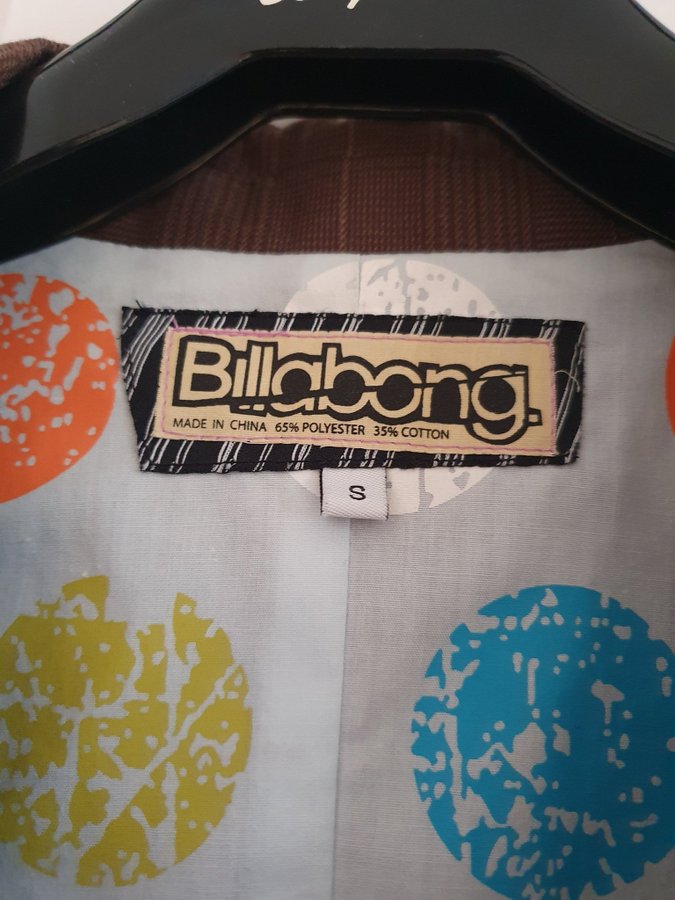 Billabong.
MADE IN CHINA 65% POLYESTER 35% COTTON
S